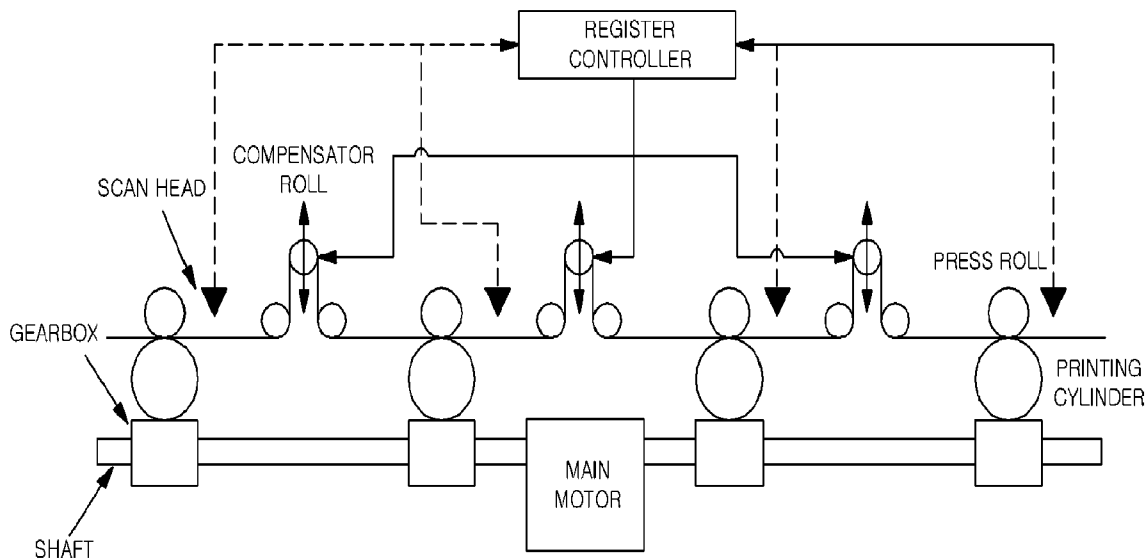 REGISTER
CONTROLLER
COMPENSATOR
ROLL
SCAN HEAD
PRESS ROLL
GEARBOX
PRINTING
CYLINDER
MAIN
MOTOR
SHAFT